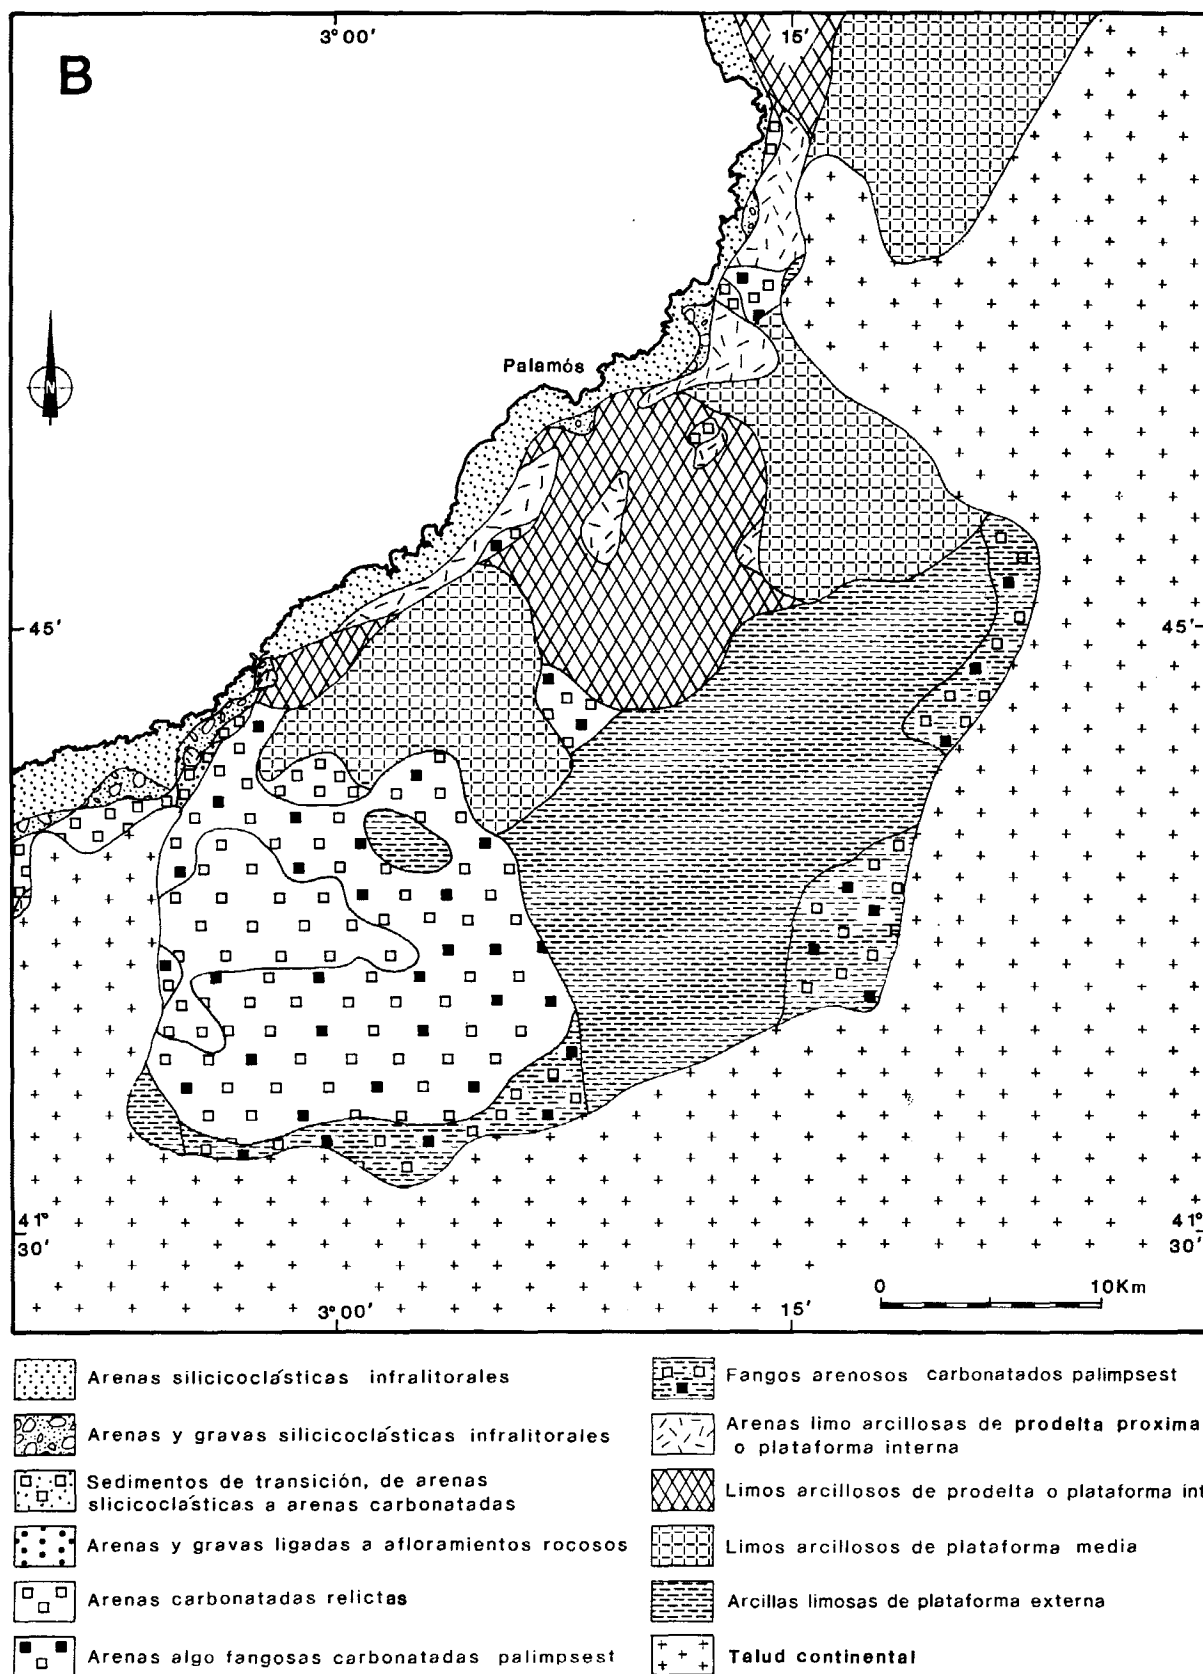 B
3°00'
15'
N
Palamós
45'
45'
41°
30'
41°
30'
3°00'
15'
0 10Km
Arenas silicicoclásticas infralitorales
Arenas y gravas silicicoclásticas infralitorales
Sedimentos de transición, de arenas
slicicoclásticas a arenas carbonatadas
Arenas y gravas ligadas a afloramientos rocosos
Arenas carbonatadas relictas
Arenas algo fangosas carbonatadas palimpsest
Fangos arenosos carbonatados palimpsest
Arenas limo arcillosas de prodelta proxima
o plataforma interna
Limos arcillosos de prodelta o plataforma int
Limos arcillosos de plataforma media
Arcillas limosas de plataforma externa
Talud continental